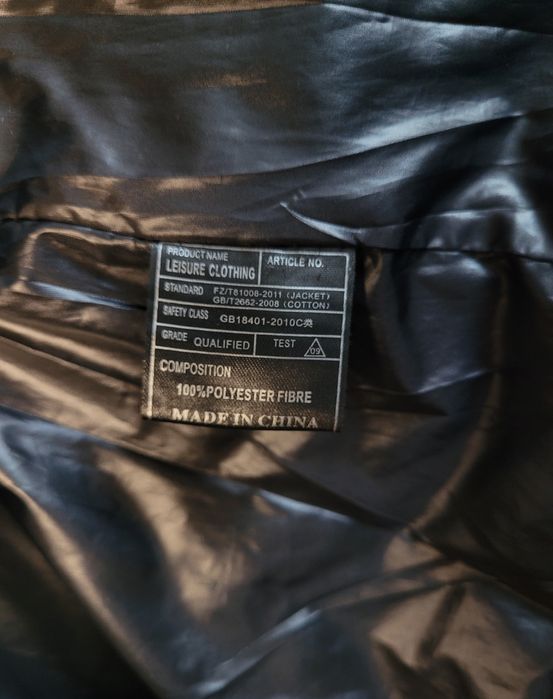 PRODUCT NAME
LEISURE CLOTHING
ARTICLE NO.
STANDARD FZ/T81008-2011 (JACKET)
GB/T2662-2008 (COTTON)
SAFETY CLASS GB18401-2010C类
GRADE QUALIFIED TEST 09
COMPOSITION
100%POLYESTER FIBRE
MADE IN CHINA